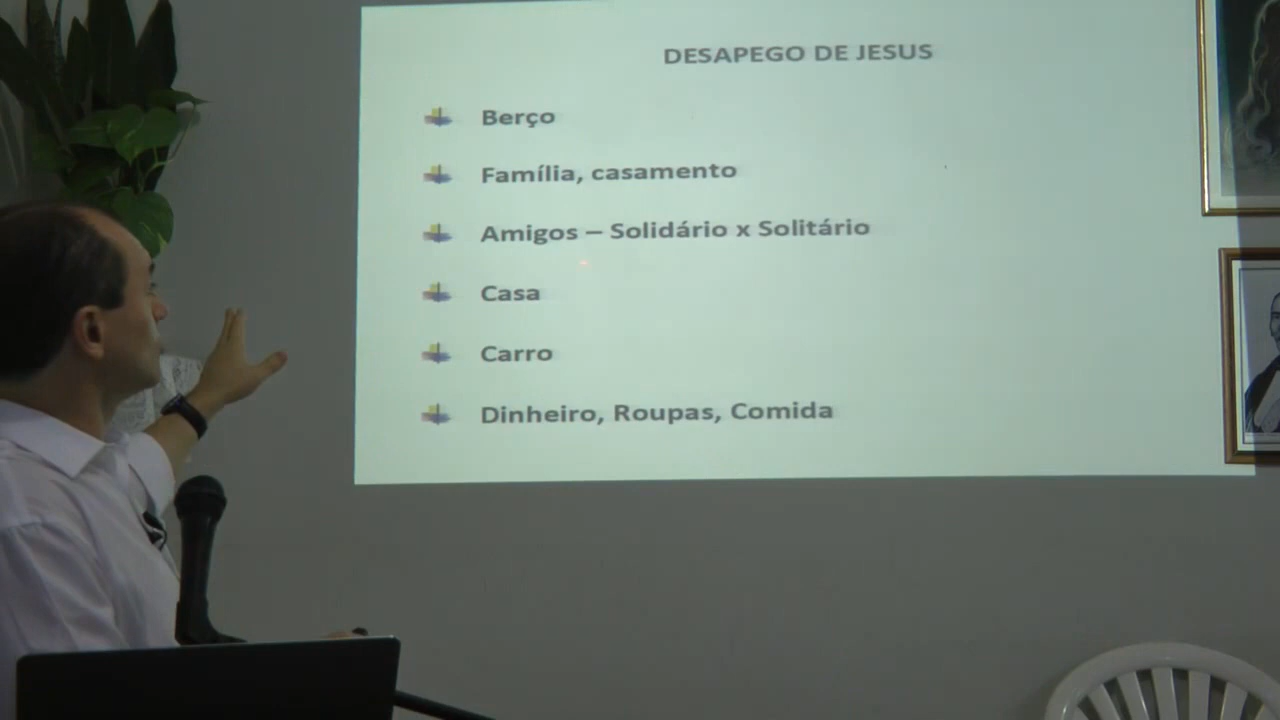 DESAPEGO DE JESUS
Berço
Família, casamento
Amigos – Solidário x Solitário
Casa
Carro
Dinheiro, Roupas, Comida